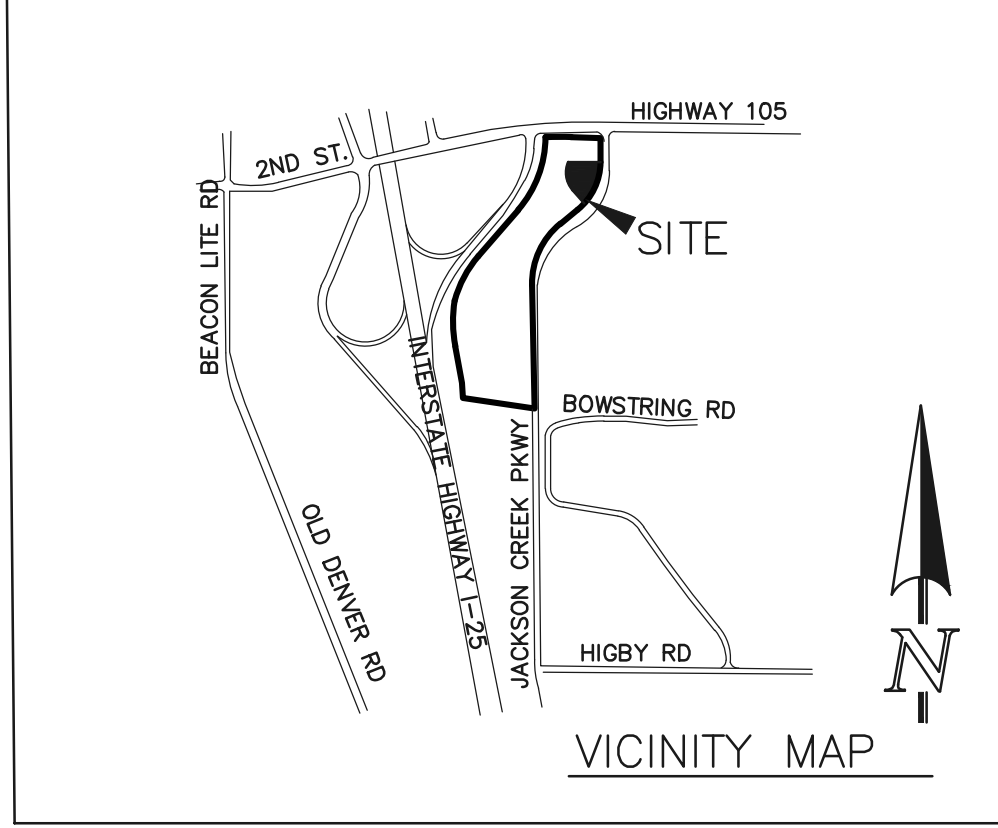 HIGHWAY 105
2ND ST.
BEACON LITE RD
SITE
INTERSTATE HIGHWAY I-25
BOWSTRING RD
JACKSON CREEK PKWY
OLD DENVER RD
HIGBY RD
N
VICINITY MAP